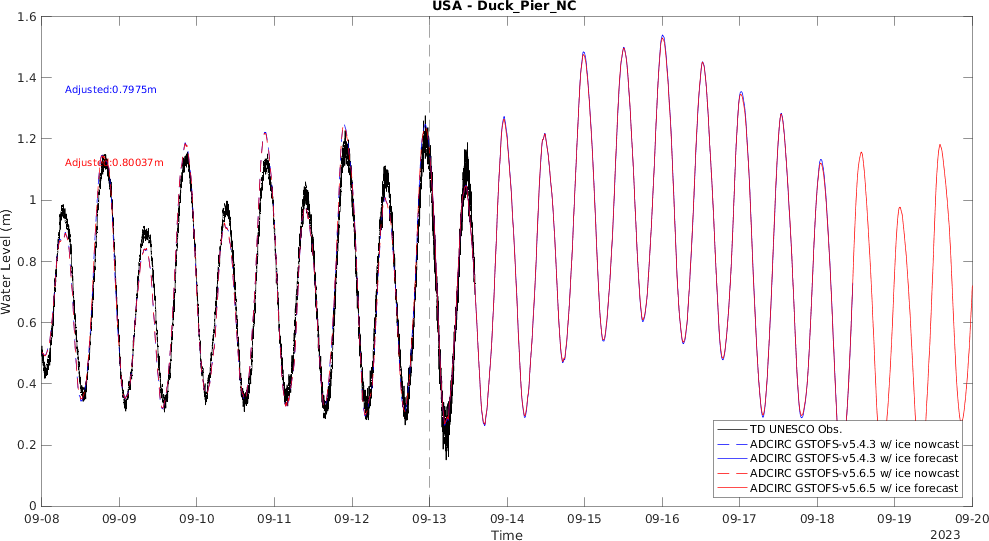 USA - Duck_Pier_NC
Water Level (m)
1.6
1.4
1.2
1
0.8
0.6
0.4
0.2
0
Adjusted:0.7975m
Adjusted:0.80037m
TD UNESCO Obs.
ADCIRC GSTOFS-v5.4.3 w/ ice nowcast
ADCIRC GSTOFS-v5.4.3 w/ ice forecast
ADCIRC GSTOFS-v5.6.5 w/ ice nowcast
ADCIRC GSTOFS-v5.6.5 w/ ice forecast
09-08 09-09 09-10 09-11 09-12 09-13 09-14 09-15 09-16 09-17 09-18 09-19 09-20
Time
2023